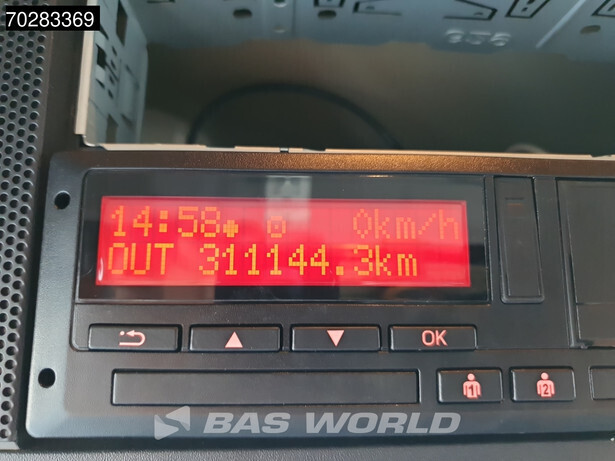 70283369
14:58 0km/h
OUT 311144.3km
OK
1 2
BAS WORLD